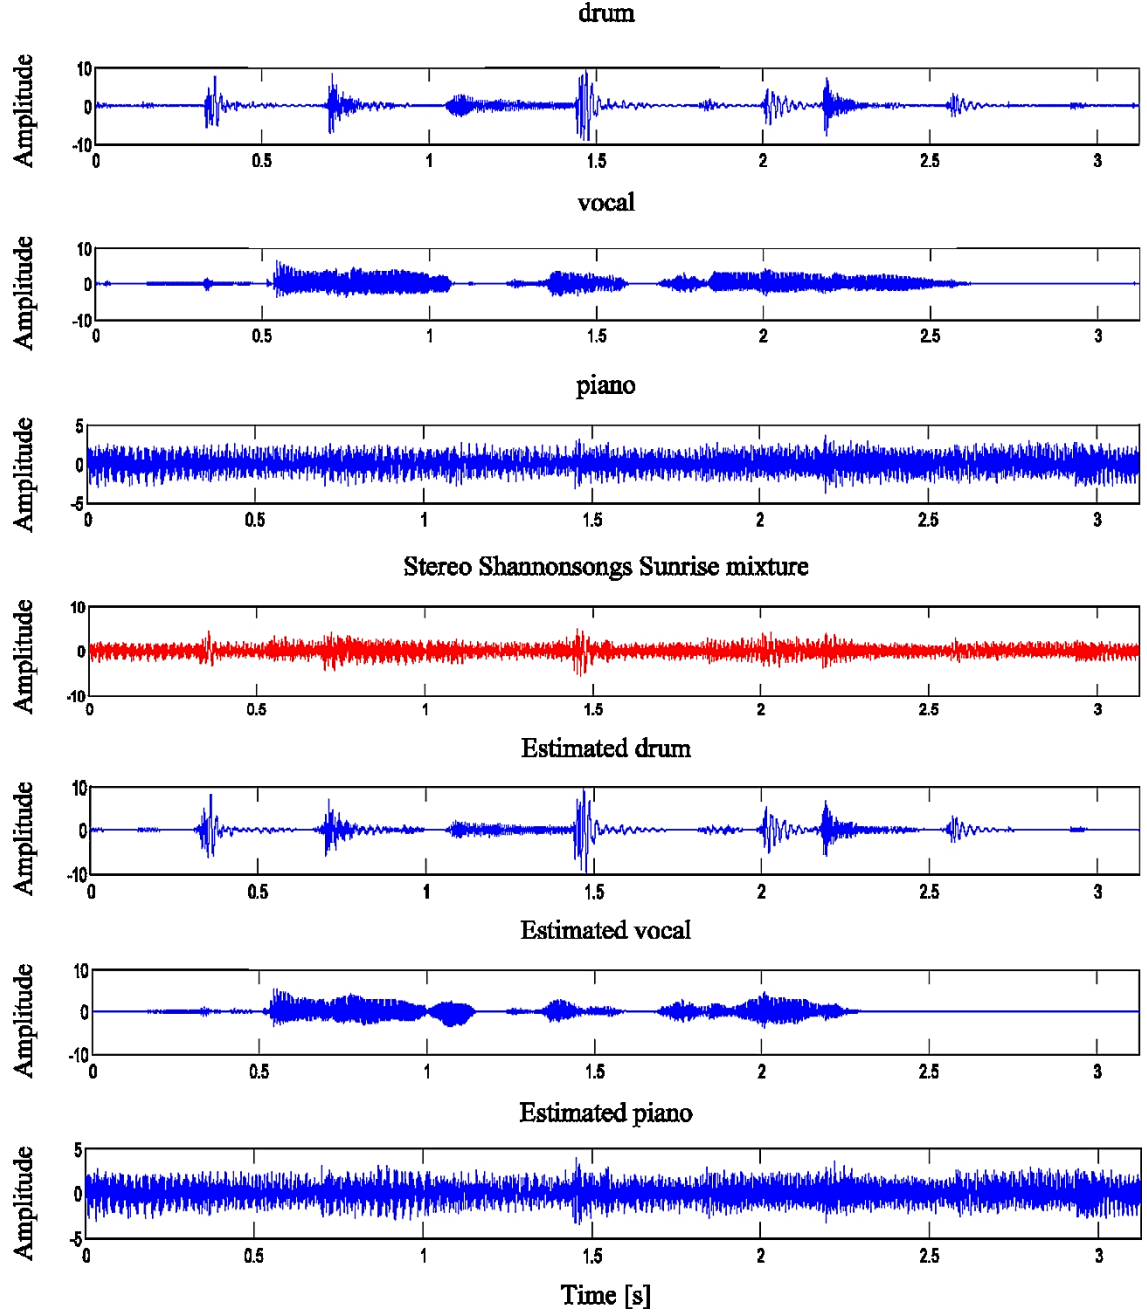 drum
Amplitude
10
0
-10
0 0.5 1 1.5 2 2.5 3
vocal
Amplitude
10
0
-10
0 0.5 1 1.5 2 2.5 3
piano
Amplitude
5
0
-5
0 0.5 1 1.5 2 2.5 3
Stereo Shannonsongs Sunrise mixture
Amplitude
10
0
-10
0 0.5 1 1.5 2 2.5 3
Estimated drum
Amplitude
10
0
-10
0 0.5 1 1.5 2 2.5 3
Estimated vocal
Amplitude
10
0
-10
0 0.5 1 1.5 2 2.5 3
Estimated piano
Amplitude
5
0
-5
0 0.5 1 1.5 2 2.5 3
Time [s]